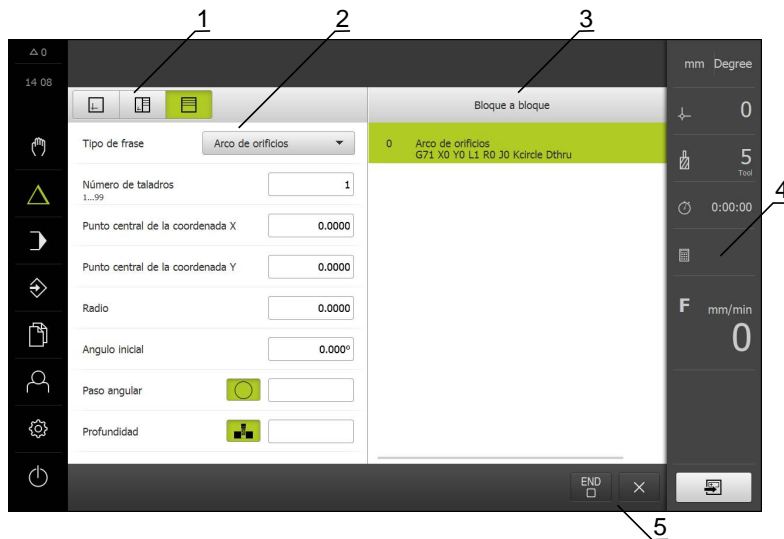 1
2
3
△ 0
14 08
mm Degree
Bloque a bloque
0
Tipo de frase
Arco de orificios
0 Arco de orificios
G71 X0 Y0 L1 R0 J0 Kcircle Dthru
5
Tool
Número de taladros
1...99
1
4
0:00:00
Punto central de la coordenada X
0.0000
Punto central de la coordenada Y
0.0000
Radio
0.0000
F mm/min
0
Angulo inicial
0.000º
Paso angular
Profundidad
END
5